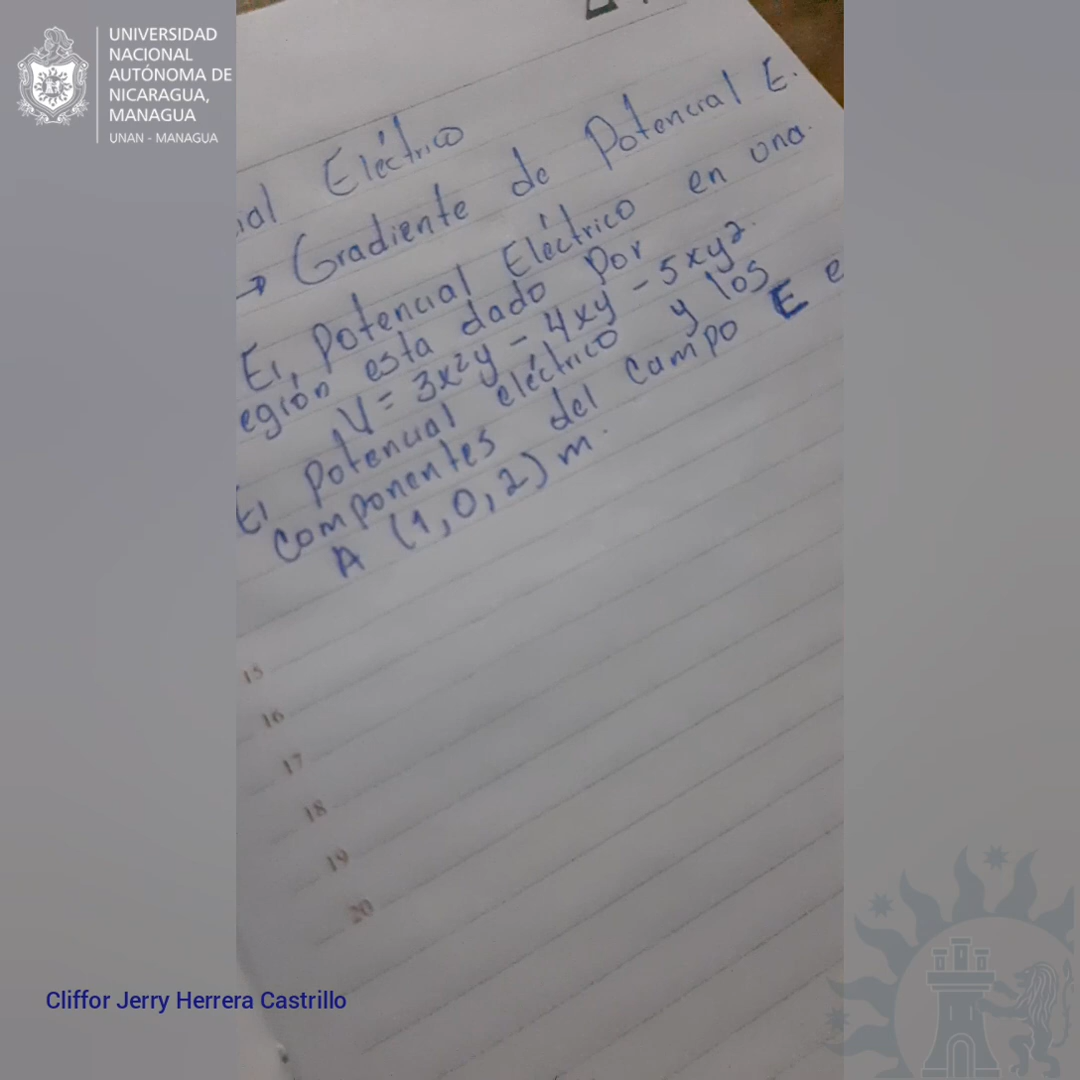 UNIVERSIDAD
NACIONAL
AUTÓNOMA DE
NICARAGUA,
MANAGUA
UNAN - MANAGUA
ial Eléctrico
→ Gradiente de Potencial E.
El Potencial Eléctrico en una
egión esta dado por
V = 3x²y - 4xy - 5xy².
El Potencial eléctrico y los
componentes del campo E e
A (1,0,2) m.
15
16
17
18
19
20
Cliffor Jerry Herrera Castrillo